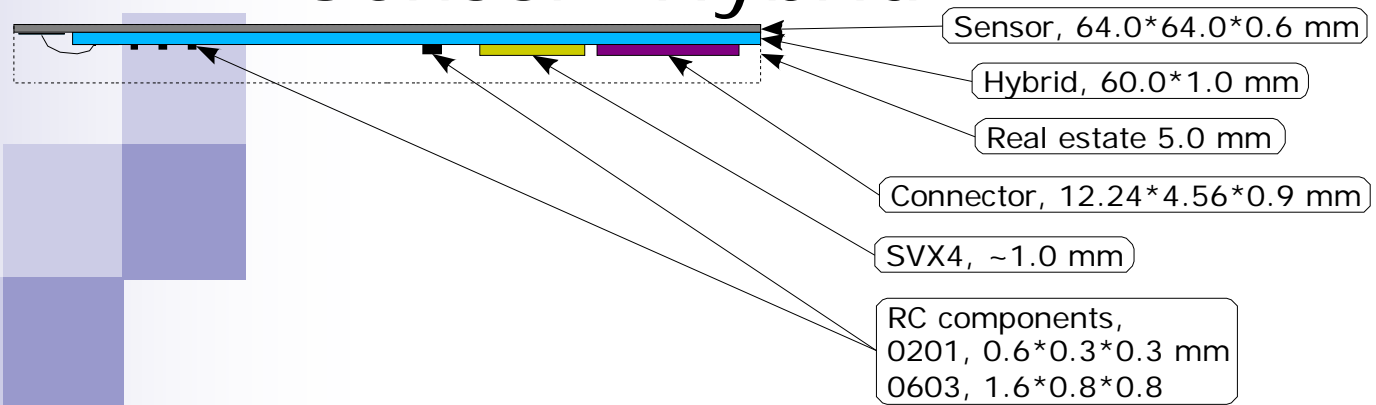 Sensor, 64.0*64.0*0.6 mm
Hybrid, 60.0*1.0 mm
Real estate 5.0 mm
Connector, 12.24*4.56*0.9 mm
SVX4, ~1.0 mm
RC components,
0201, 0.6*0.3*0.3 mm
0603, 1.6*0.8*0.8